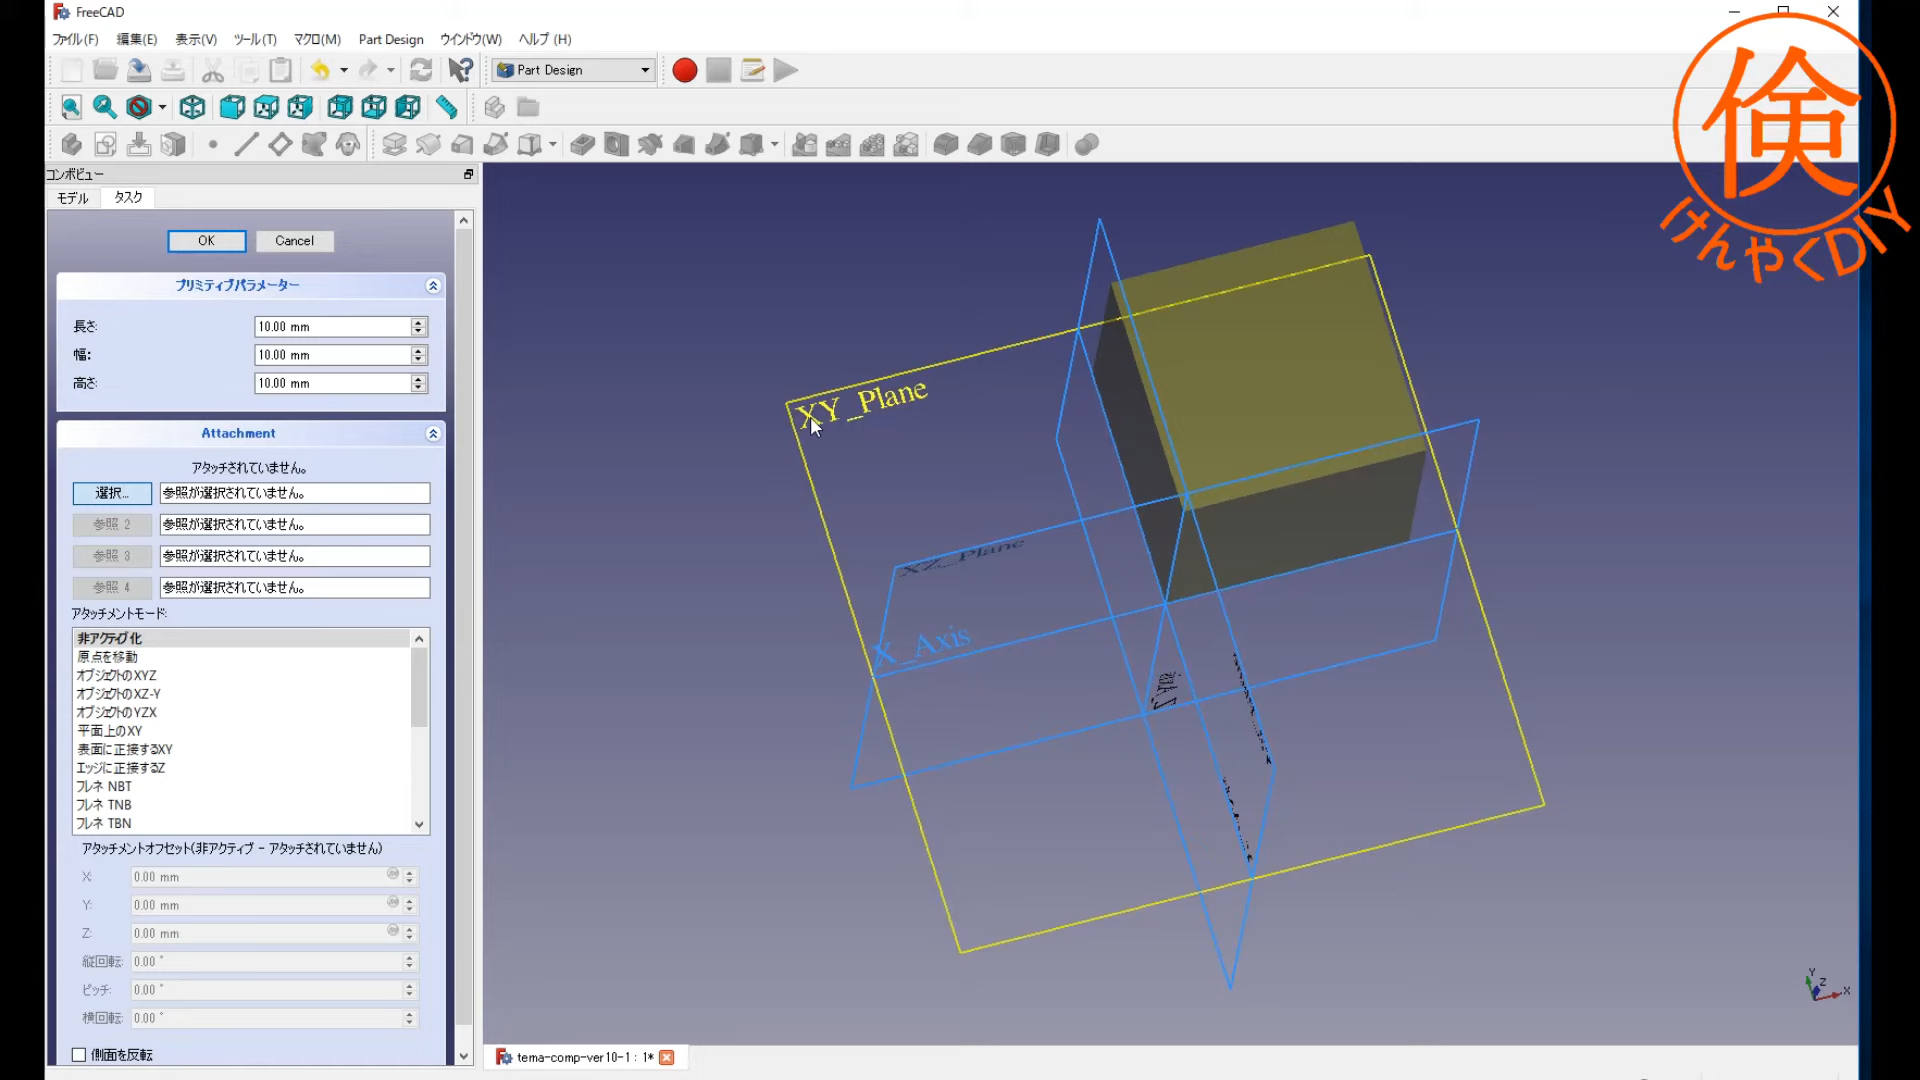 FreeCAD
ファイル(F) 編集(E) 表示(V) ツール(T) マクロ(M) Part Design ウインドウ(W) ヘルプ (H)
Part Design
コンボビュー
モデル タスク
OK Cancel
プリミティブパラメーター
長さ: 10.00 mm
幅: 10.00 mm
高さ: 10.00 mm
Attachment
アタッチされていません。
選択... 参照が選択されていません。
参照 2 参照が選択されていません。
参照 3 参照が選択されていません。
参照 4 参照が選択されていません。
アタッチメントモード:
非アクティブ化
原点を移動
オブジェクトのXYZ
オブジェクトのXZ-Y
オブジェクトのYZX
平面上のXY
表面に正接するXY
エッジに正接するZ
フレネ NBT
フレネ TNB
フレネ TBN
アタッチメントオフセット(非アクティブ - アタッチされていません)
X: 0.00 mm
Y: 0.00 mm
Z: 0.00 mm
縦回転: 0.00 °
ピッチ: 0.00 °
横回転: 0.00 °
側面を反転
XY_Plane
XZ_Plane
X_Axis
Y
Z
X
tema-comp-ver10-1 : 1*
倹
けんやくDIY